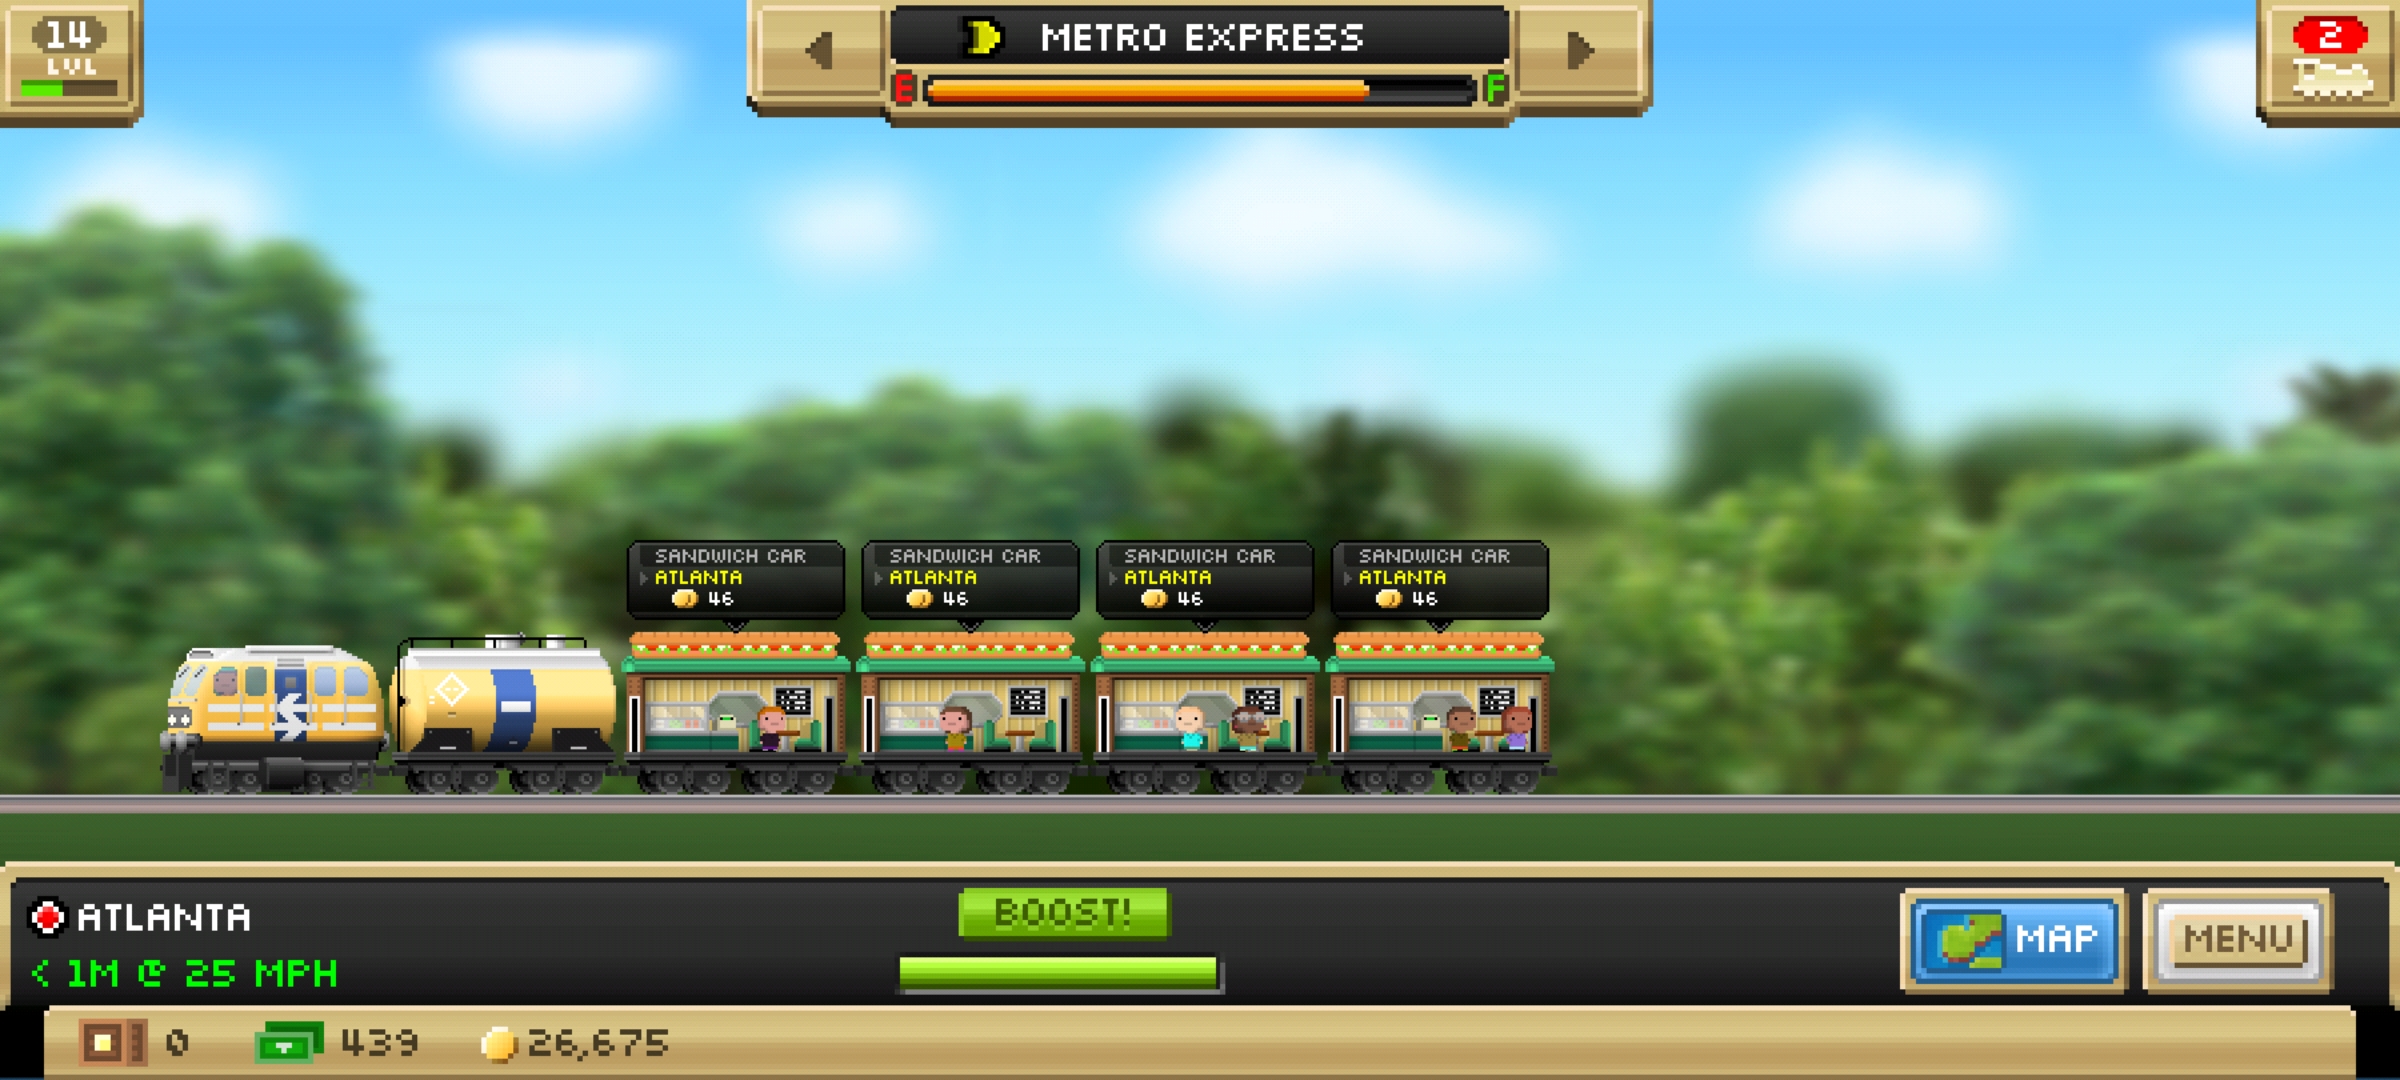 14
LVL
METRO EXPRESS
E F
2
SANDWICH CAR
ATLANTA
46
SANDWICH CAR
ATLANTA
46
SANDWICH CAR
ATLANTA
46
SANDWICH CAR
ATLANTA
46
ATLANTA
< 1M @ 25 MPH
BOOST!
MAP
MENU
0 439 26,675